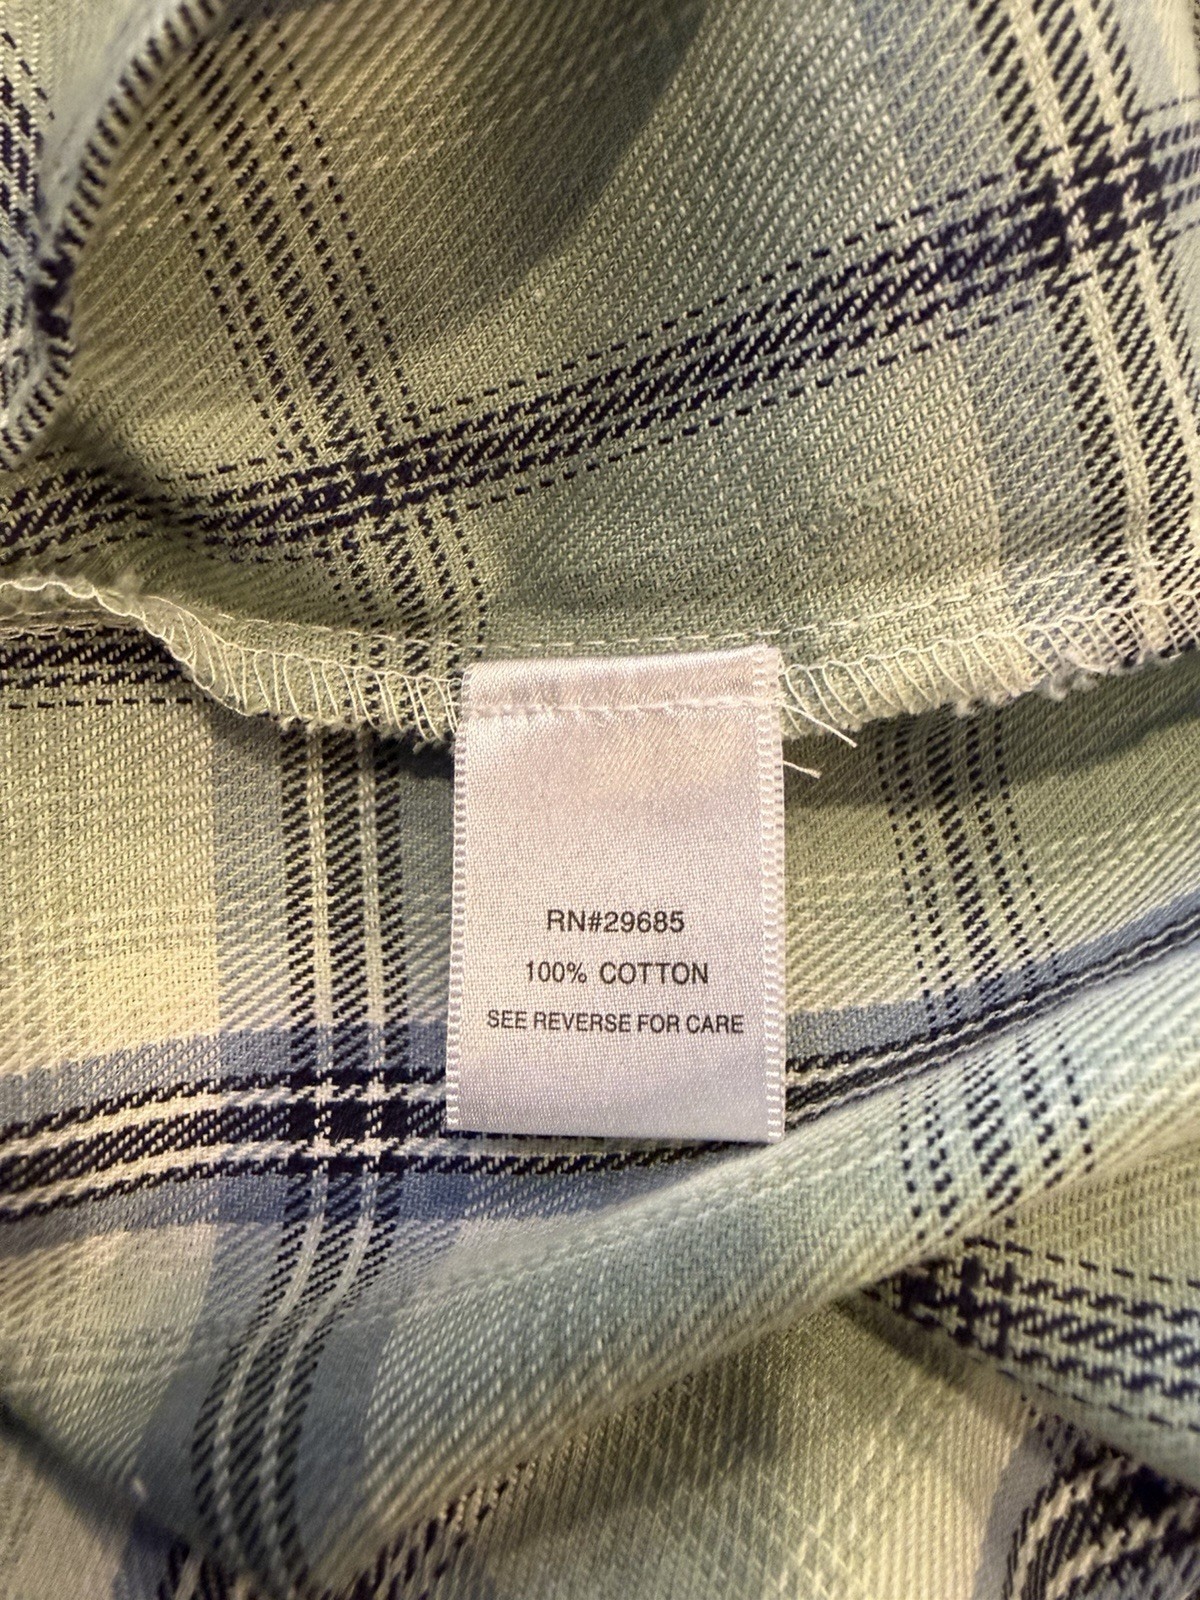 RN#29685
100% COTTON
SEE REVERSE FOR CARE